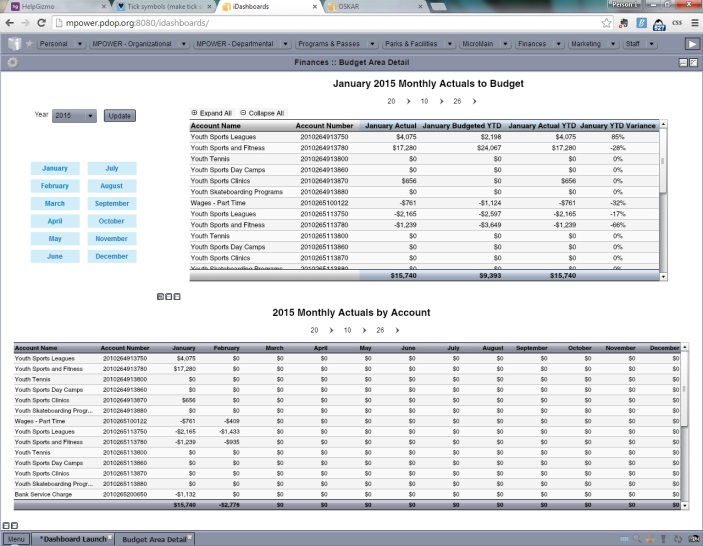 HelpGizmo
Tick symbols (make tick s
iDashboards
OSKAR
Person 1
mpower.pdop.org:8080/idashboards/
CSS
Personal MPOWER - Organizational MPOWER - Departmental Programs & Passes Parks & Facilities MicroMain Finances Marketing Staff
Finances :: Budget Area Detail
January 2015 Monthly Actuals to Budget
20 > 10 > 26 >
Year 2015 Update
Expand All Collapse All
Account Name Account Number January Actual January Budgeted YTD January Actual YTD January YTD Variance
Youth Sports Leagues 2010264913750 $4,075 $2,198 $4,075 85%
Youth Sports and Fitness 2010264913780 $17,280 $24,067 $17,280 -28%
Youth Tennis 2010264913800 $0 $0 $0 0%
Youth Sports Day Camps 2010264913860 $0 $0 $0 0%
Youth Sports Clinics 2010264913870 $656 $0 $656 0%
Youth Skateboarding Programs 2010264913880 $0 $0 $0 0%
Wages - Part Time 2010265100122 -$761 -$1,124 -$761 -32%
Youth Sports Leagues 2010265113750 -$2,165 -$2,597 -$2,165 -17%
Youth Sports and Fitness 2010265113780 -$1,239 -$3,649 -$1,239 -66%
Youth Tennis 2010265113800 $0 $0 $0 0%
Youth Sports Day Camps 2010265113860 $0 $0 $0 0%
Youth Sports Clinics 2010265113870 $0 $0 $0 0%
Youth Skateboarding Programs 2010265113880 $0 $0 $0 0%
$15,740 $9,393 $15,740
January July
February August
March September
April October
May November
June December
2015 Monthly Actuals by Account
20 > 10 > 26 >
Account Name Account Number January February March April May June July August September October November December
Youth Sports Leagues 2010264913750 $4,075 $0 $0 $0 $0 $0 $0 $0 $0 $0 $0 $0
Youth Sports and Fitness 2010264913780 $17,280 $0 $0 $0 $0 $0 $0 $0 $0 $0 $0 $0
Youth Tennis 2010264913800 $0 $0 $0 $0 $0 $0 $0 $0 $0 $0 $0 $0
Youth Sports Day Camps 2010264913860 $0 $0 $0 $0 $0 $0 $0 $0 $0 $0 $0 $0
Youth Sports Clinics 2010264913870 $656 $0 $0 $0 $0 $0 $0 $0 $0 $0 $0 $0
Youth Skateboarding Progr... 2010264913880 $0 $0 $0 $0 $0 $0 $0 $0 $0 $0 $0 $0
Wages - Part Time 2010265100122 -$761 -$409 $0 $0 $0 $0 $0 $0 $0 $0 $0 $0
Youth Sports Leagues 2010265113750 -$2,165 -$1,433 $0 $0 $0 $0 $0 $0 $0 $0 $0 $0
Youth Sports and Fitness 2010265113780 -$1,239 -$935 $0 $0 $0 $0 $0 $0 $0 $0 $0 $0
Youth Tennis 2010265113800 $0 $0 $0 $0 $0 $0 $0 $0 $0 $0 $0 $0
Youth Sports Day Camps 2010265113860 $0 $0 $0 $0 $0 $0 $0 $0 $0 $0 $0 $0
Youth Sports Clinics 2010265113870 $0 $0 $0 $0 $0 $0 $0 $0 $0 $0 $0 $0
Youth Skateboarding Progr... 2010265113880 $0 $0 $0 $0 $0 $0 $0 $0 $0 $0 $0 $0
Bank Service Charge 2010265200650 -$1,132 $0 $0 $0 $0 $0 $0 $0 $0 $0 $0 $0
$15,740 -$2,776 $0 $0 $0 $0 $0 $0 $0 $0 $0 $0
Menu *Dashboard Launch Budget Area Detail